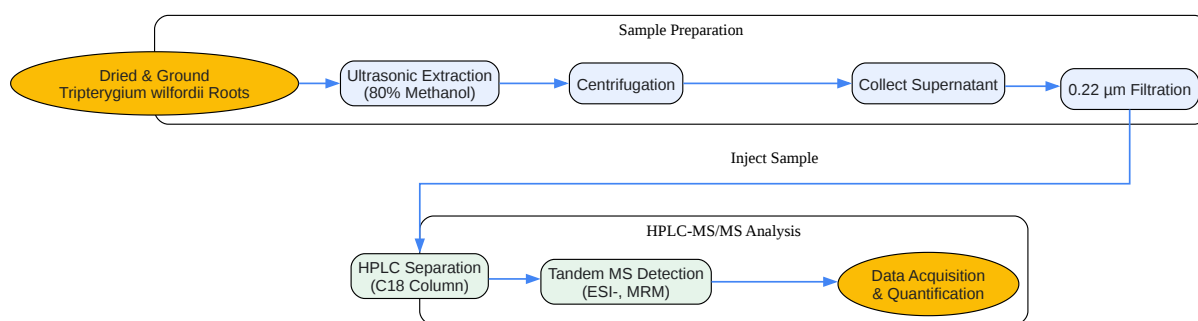 Sample Preparation
Dried & Ground
Tripterygium wilfordii Roots
Ultrasonic Extraction
(80% Methanol)
Centrifugation
Collect Supernatant
0.22 µm Filtration
Inject Sample
HPLC-MS/MS Analysis
HPLC Separation
(C18 Column)
Tandem MS Detection
(ESI-, MRM)
Data Acquisition
& Quantification